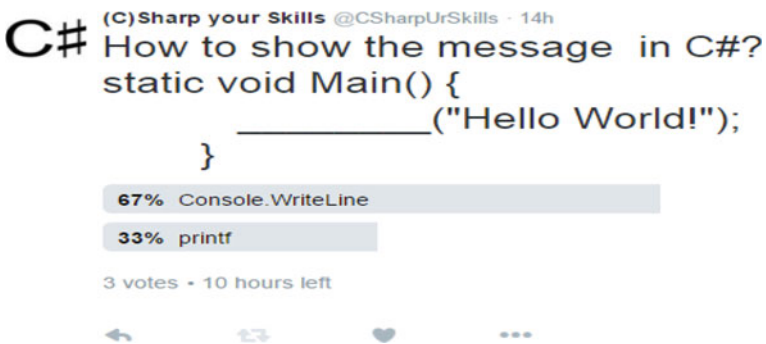 C#
(C)Sharp your Skills @CSharpUrSkills · 14h
How to show the message in C#?
static void Main() {
_________("Hello World!");
}
67% Console.WriteLine
33% printf
3 votes • 10 hours left